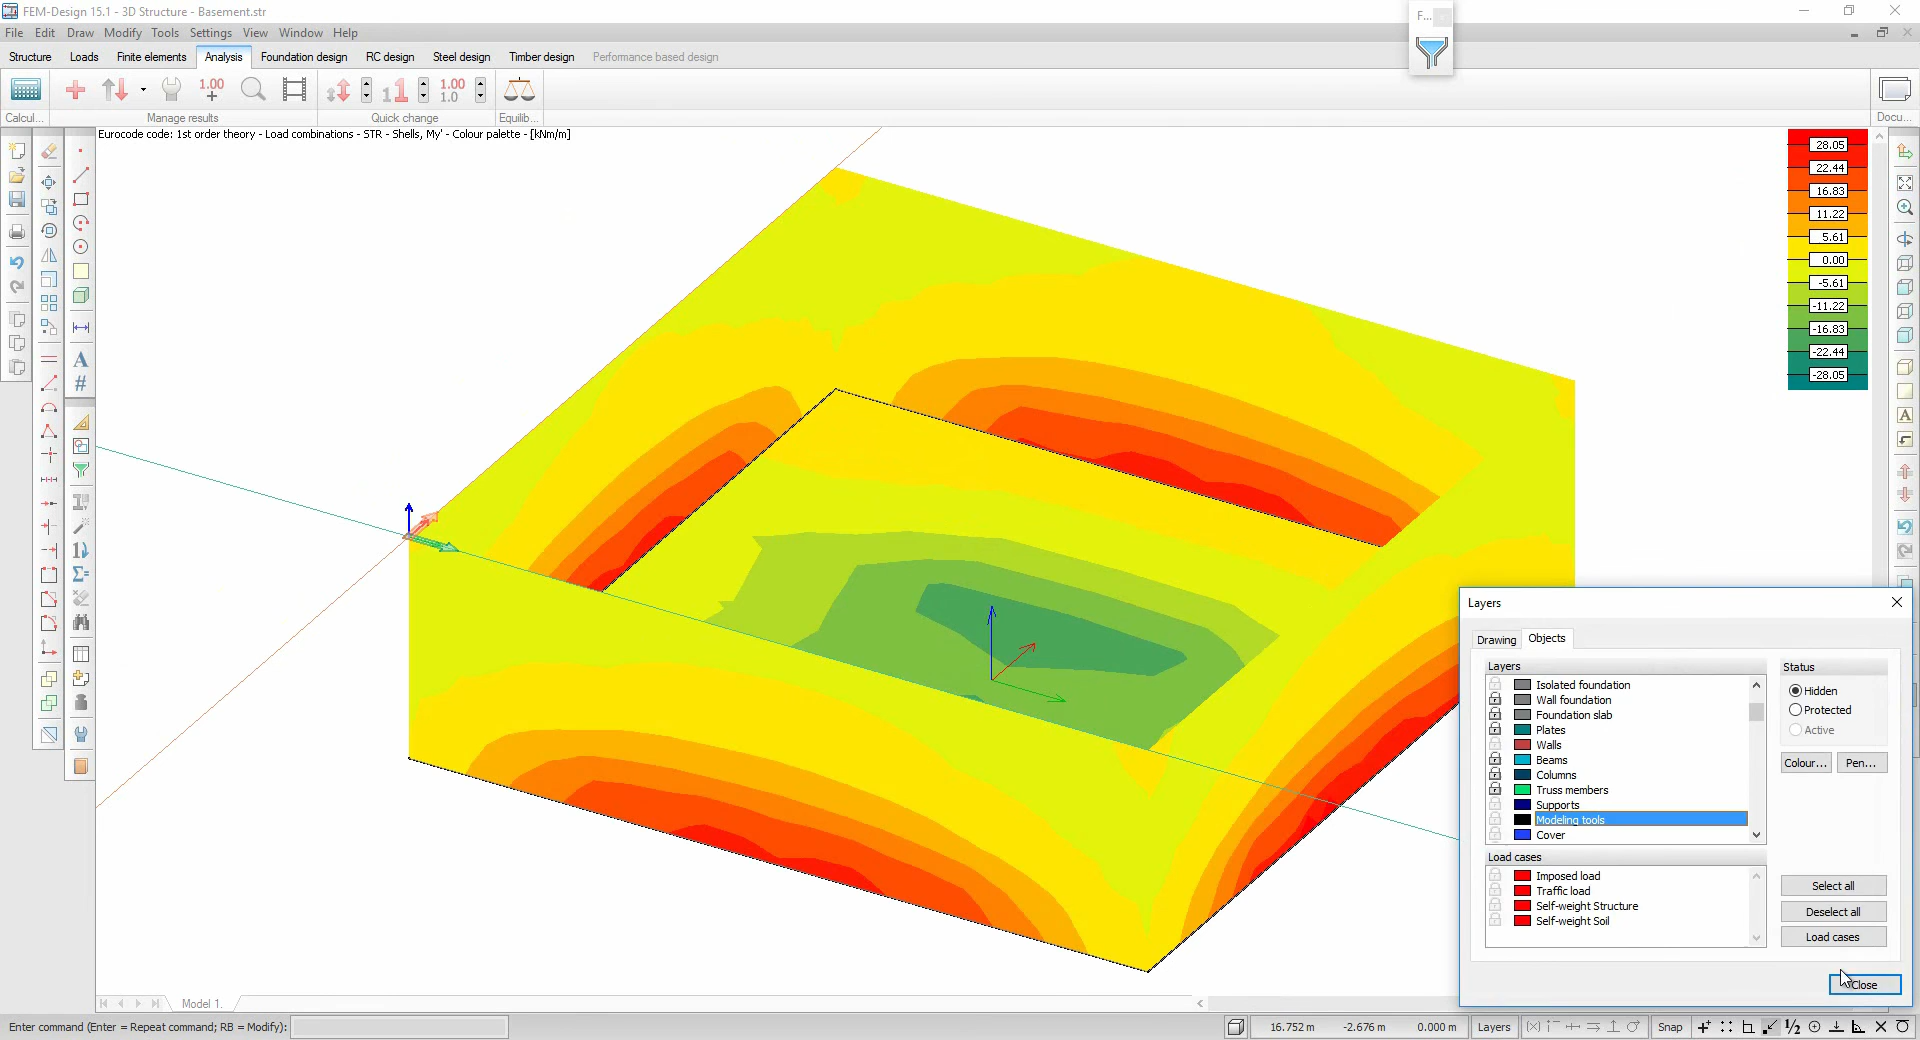 FEM-Design 15.1 - 3D Structure - Basement.str
File Edit Draw Modify Tools Settings View Window Help
Structure Loads Finite elements Analysis Foundation design RC design Steel design Timber design Performance based design
F...
1.00
1 1
1.00
1.0
Calcul... Manage results Quick change Equilib... Docu...
Eurocode code: 1st order theory - Load combinations - STR - Shells, My' - Colour palette - [kNm/m]
28.05
22.44
16.83
11.22
5.61
0.00
-5.61
-11.22
-16.83
-22.44
-28.05
A
#
A
Layers
Drawing Objects
Layers
Isolated foundation
Wall foundation
Foundation slab
Plates
Walls
Beams
Columns
Truss members
Supports
Modeling tools
Cover
Status
Hidden
Protected
Active
Colour... Pen...
Load cases
Imposed load
Traffic load
Self-weight Structure
Self-weight Soil
Select all
Deselect all
Load cases
Close
Model 1.
Enter command (Enter = Repeat command; RB = Modify):
16.752 m -2.676 m 0.000 m Layers Snap 1/2